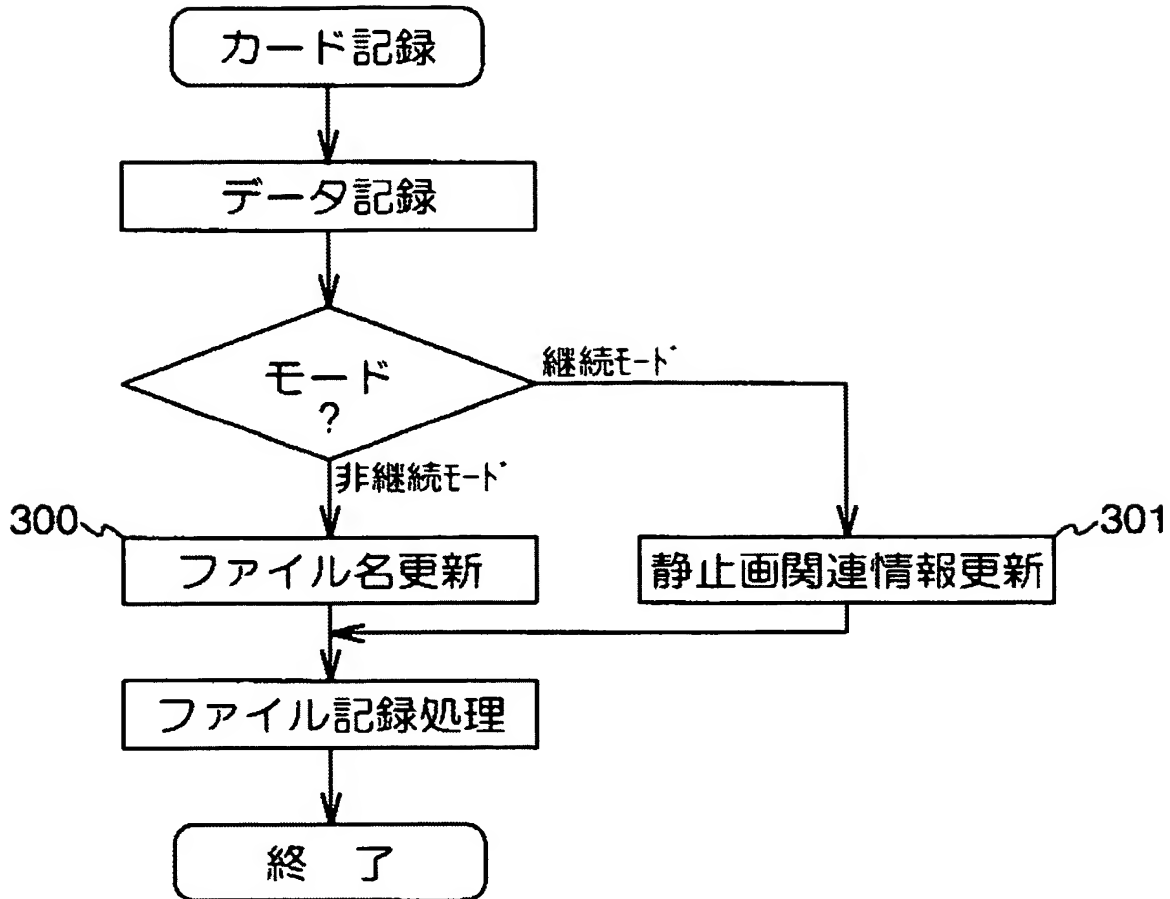 カード記録
データ記録
モード
?
継続モード
非継続モード
300
ファイル名更新
静止画関連情報更新
301
ファイル記録処理
終 了